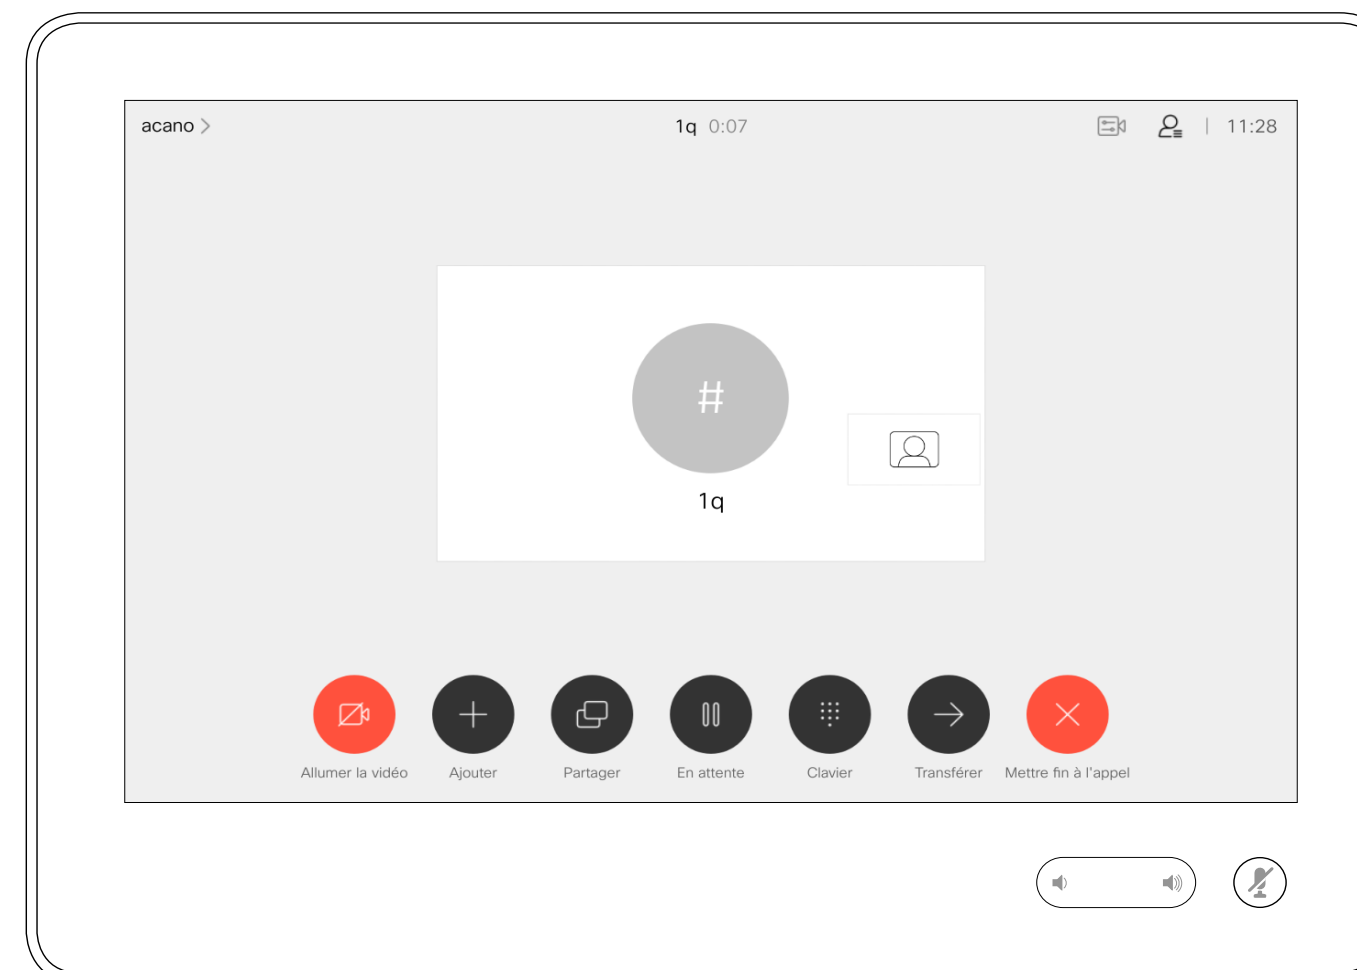 acano
1q 0:07
11:28
#
1q
Allumer la vidéo
Ajouter
Partager
En attente
Clavier
Transférer
Mettre fin à l'appel